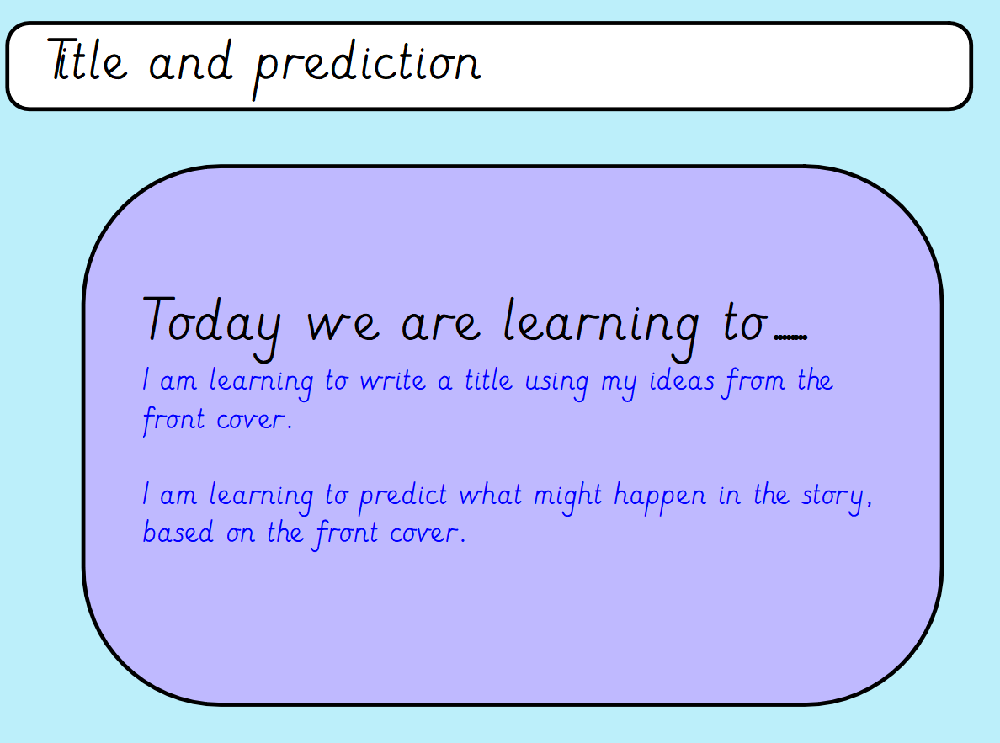 Title and prediction
Today we are learning to........
I am learning to write a title using my ideas from the
front cover.
I am learning to predict what might happen in the story,
based on the front cover.